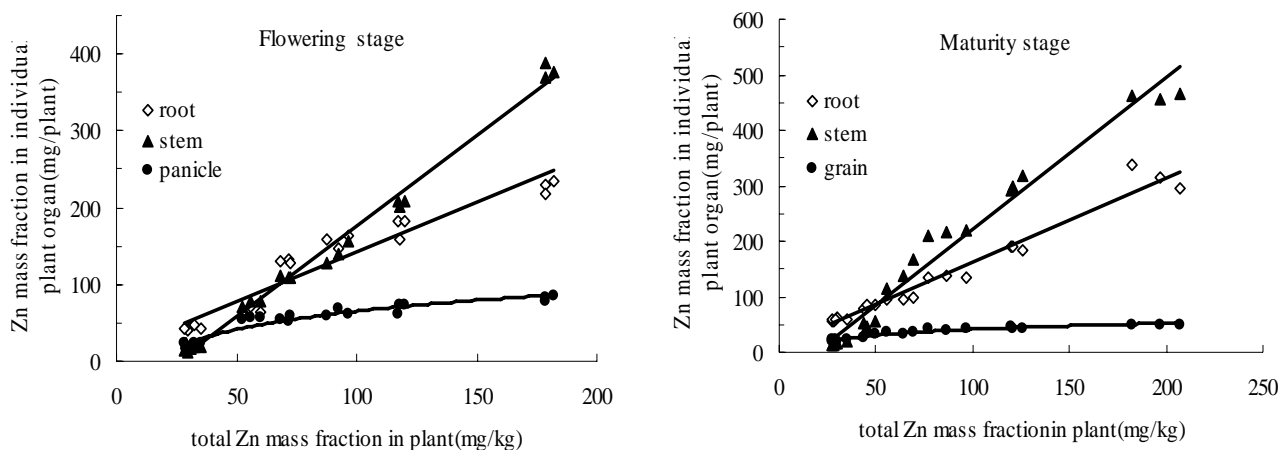 Flowering stage
Zn mass fraction in individual
plant organ(mg/plant)
400
300
200
100
0
root
stem
panicle
0 50 100 150 200
total Zn mass fraction in plant(mg/kg)
Maturity stage
Zn mass fraction in individual
plant organ(mg/plant)
600
500
400
300
200
100
0
root
stem
grain
0 50 100 150 200 250
total Zn mass fractionin plant(mg/kg)